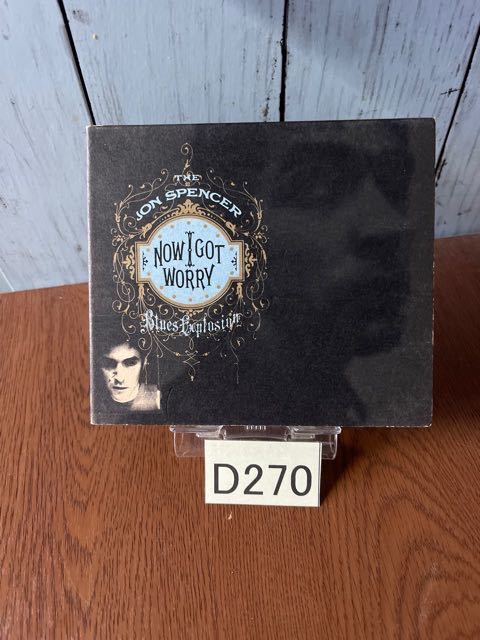 THE
JON SPENCER
NOW I GOT
WORRY
Blues Explosion
D270